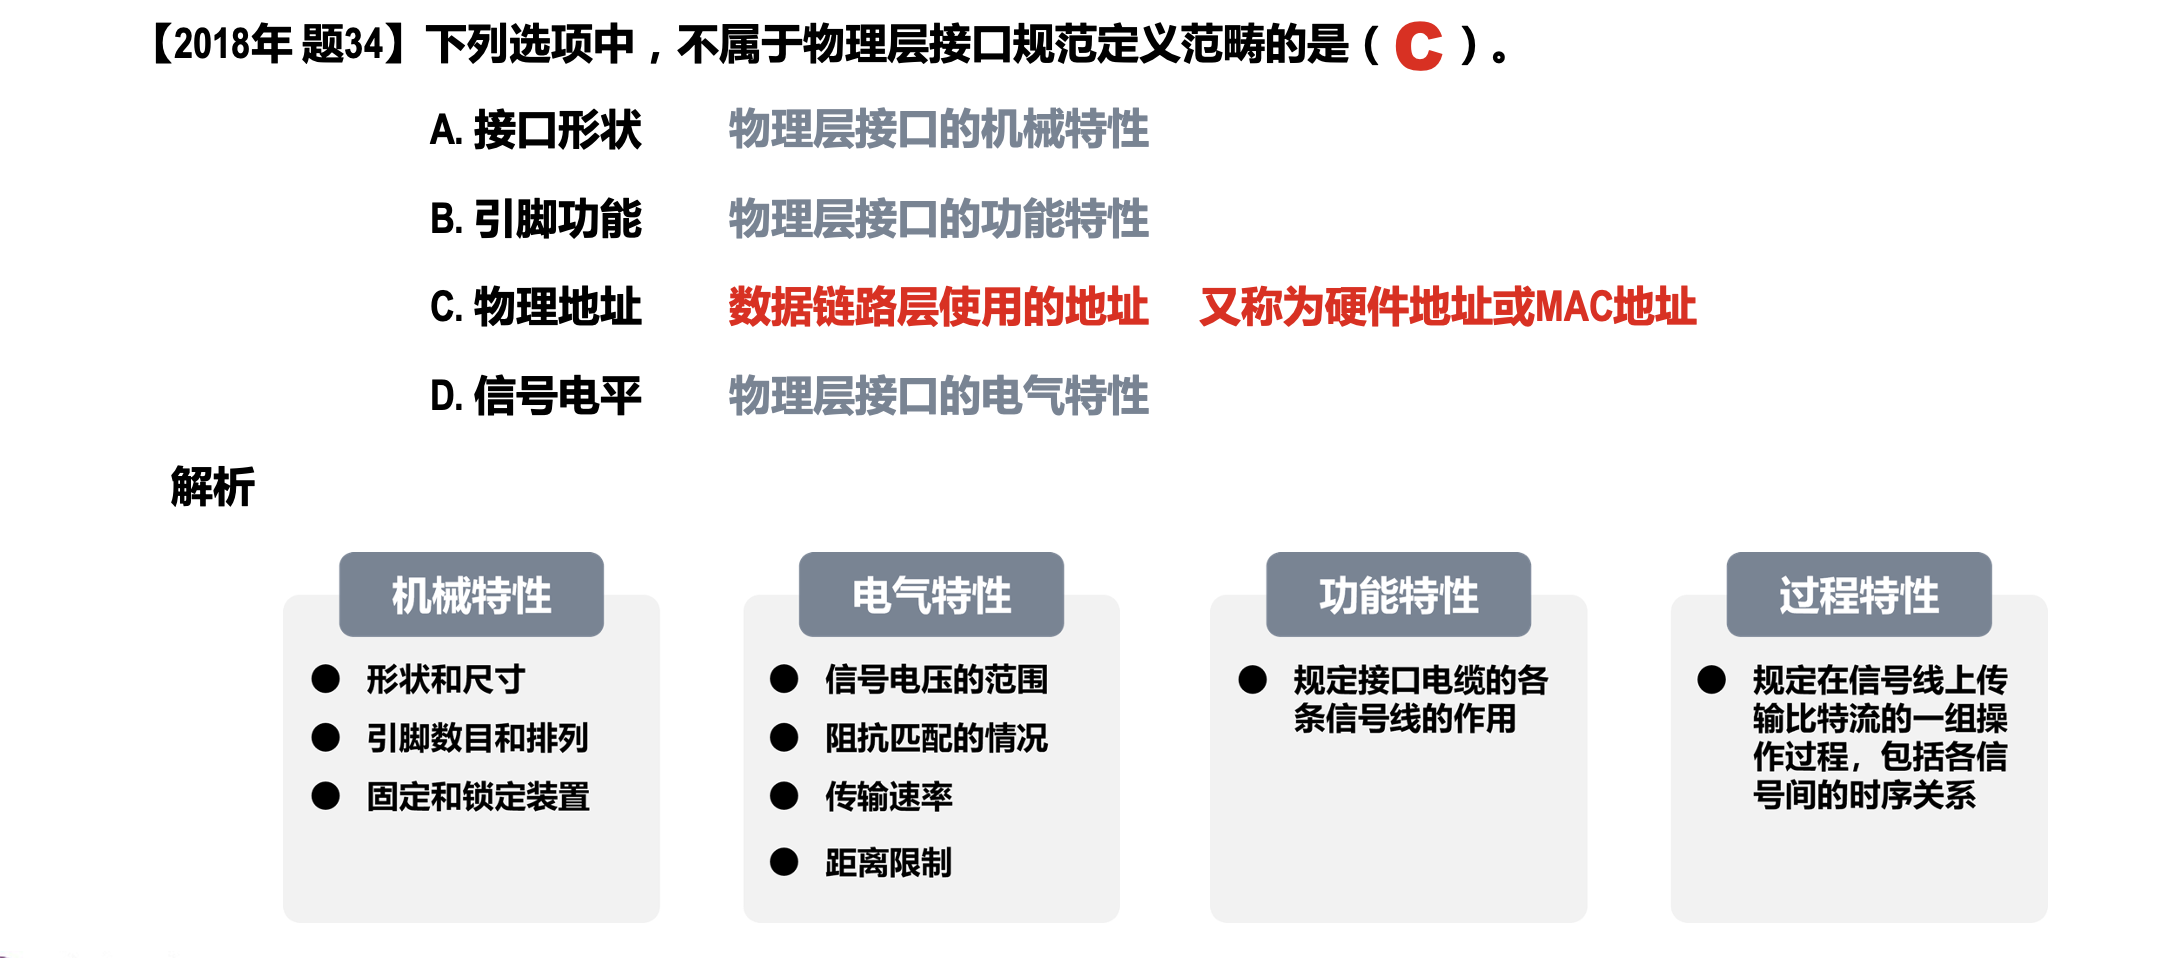 【2018年 题34】下列选项中，不属于物理层接口规范定义范畴的是（ C ）。
A. 接口形状 物理层接口的机械特性
B. 引脚功能 物理层接口的功能特性
C. 物理地址 数据链路层使用的地址 又称为硬件地址或MAC地址
D. 信号电平 物理层接口的电气特性
解析
机械特性
● 形状和尺寸
● 引脚数目和排列
● 固定和锁定装置
电气特性
● 信号电压的范围
● 阻抗匹配的情况
● 传输速率
● 距离限制
功能特性
● 规定接口电缆的各
条信号线的作用
过程特性
● 规定在信号线上传
输比特流的一组操
作过程，包括各信
号间的时序关系